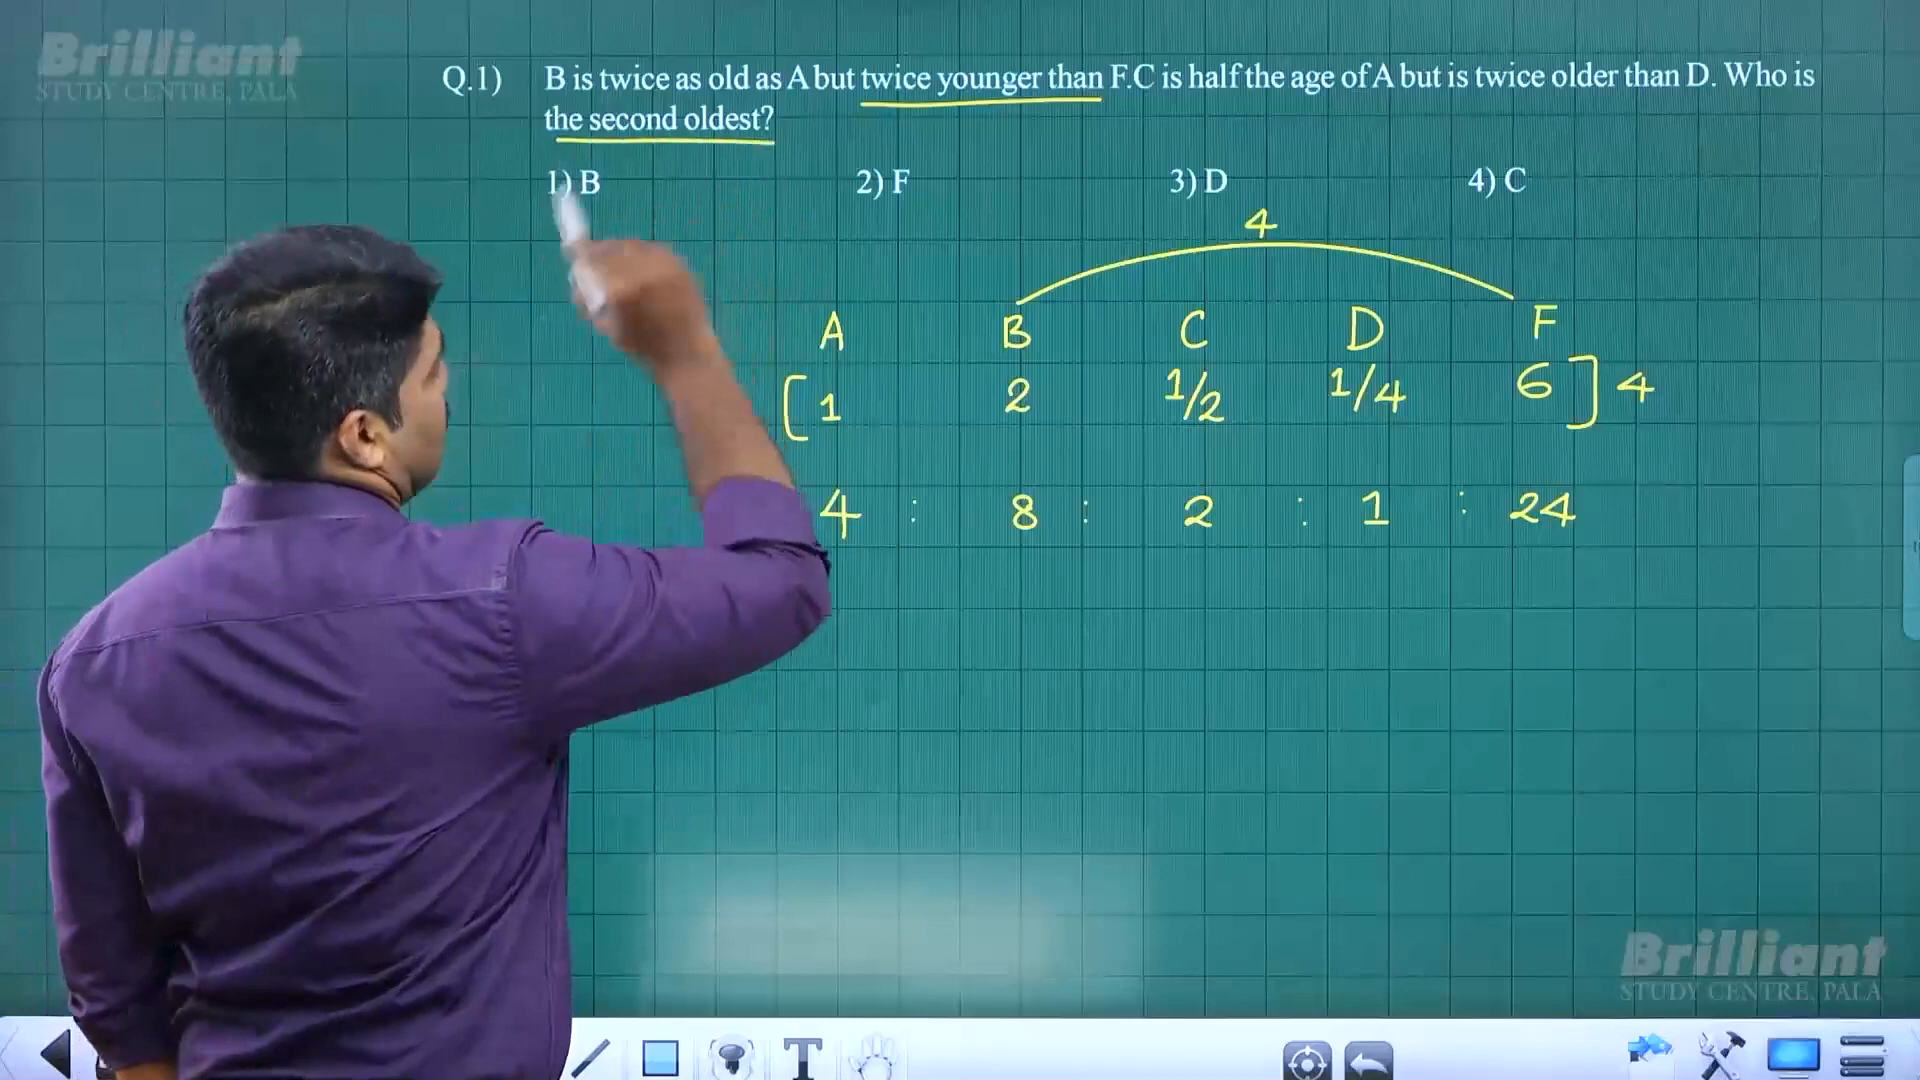 Brilliant
STUDY CENTRE, PALA
Q.1) B is twice as old as A but twice younger than F.C is half the age of A but is twice older than D. Who is
the second oldest?
1) B 2) F 3) D 4) C
4
A B C D F
[1 2 1/2 1/4 6] 4
4 : 8 : 2 : 1 : 24
Brilliant
STUDY CENTRE, PALA
T